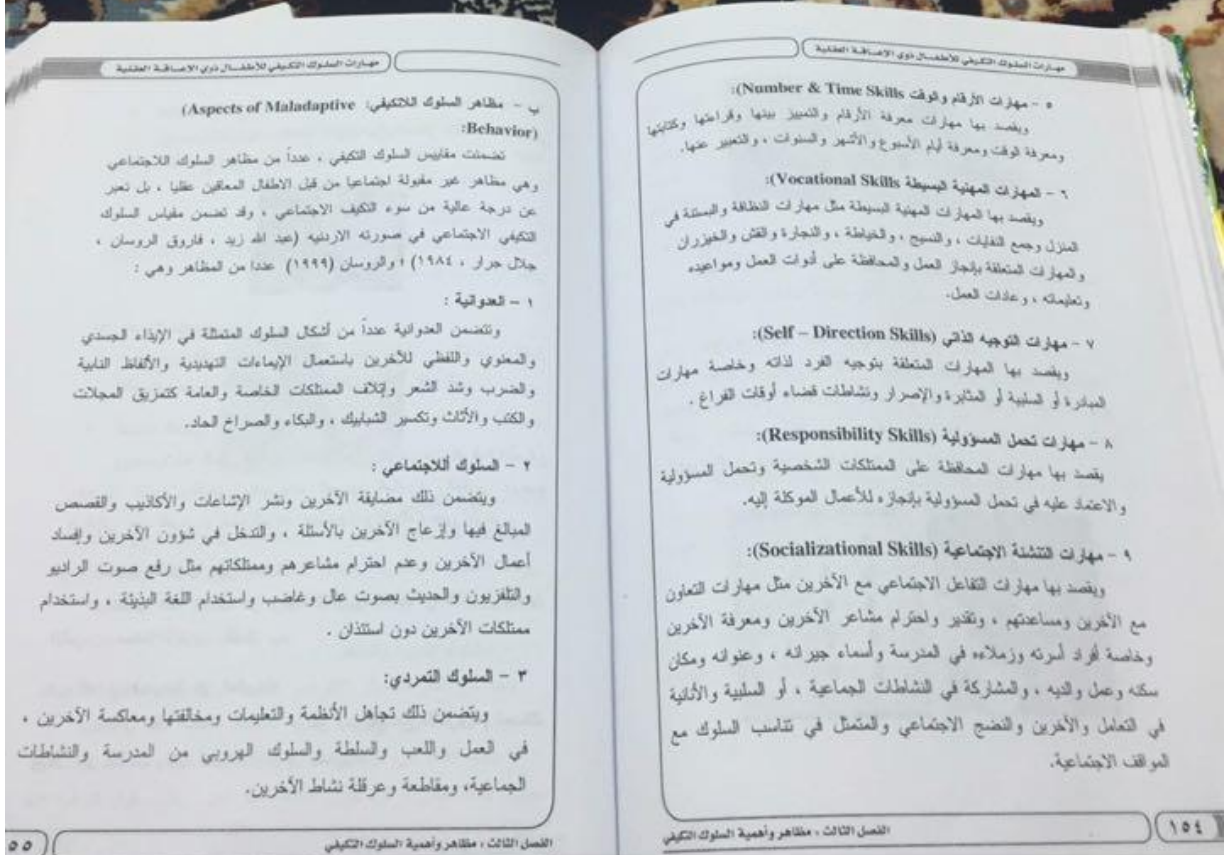 مهارات السلوك التكيفي للأطفال ذوي الإعاقة العقلية
٥ - مهارات الأرقام والوقت Number & Time Skills):
ويقصد بها مهارات معرفة الأرقام والتمييز بينها وقراءتها وكتابتها
ومعرفة الوقت ومعرفة أيام الأسبوع والأشهر والسنوات ، والتعبير عنها.
٦ - المهارات المهنية البسيطة Vocational Skills):
ويقصد بها المهارات المهنية البسيطة مثل مهارات النظافة والبستنة في
المنزل وجمع النفايات ، والنسيج ، والخياطة ، والنجارة والقش والخيزران
والمهارات المتعلقة بإنجاز العمل والمحافظة على أدوات العمل ومواعيده
وتعليماته ، وعادات العمل.
٧ - مهارات التوجيه الذاتي (Self – Direction Skills):
ويقصد بها المهارات المتعلقة بتوجيه الفرد لذاته وخاصة مهارات
المبادرة أو السلبية أو المثابرة والإصرار ونشاطات قضاء أوقات الفراغ .
٨ - مهارات تحمل المسؤولية (Responsibility Skills):
يقصد بها مهارات المحافظة على الممتلكات الشخصية وتحمل المسؤولية
والاعتماد عليه في تحمل المسؤولية بإنجازه للأعمال الموكلة إليه.
٩ - مهارات التنشئة الاجتماعية (Socializational Skills):
ويقصد بها مهارات التفاعل الاجتماعي مع الآخرين مثل مهارات التعاون
مع الآخرين ومساعدتهم ، وتقدير واحترام مشاعر الآخرين ومعرفة الآخرين
وخاصة أفراد أسرته وزملاءه في المدرسة وأسماء جيرانه ، وعنوانه ومكان
سكنه وعمل والديه ، والمشاركة في النشاطات الجماعية ، أو السلبية والأنانية
في التعامل والآخرين والنضج الاجتماعي والمتمثل في تناسب السلوك مع
المواقف الاجتماعية.
١٥٤
الفصل الثالث ، مظاهر وأهمية السلوك التكيفي
مهارات السلوك التكيفي للأطفال ذوي الإعاقة العقلية
ب - مظاهر السلوك اللاتكيفي: Aspects of Maladaptive)
(Behavior:
تضمنت مقاييس السلوك التكيفي ، عدداً من مظاهر السلوك اللاجتماعي
وهي مظاهر غير مقبولة اجتماعيا من قبل الاطفال المعاقين عقليا ، بل تعبر
عن درجة عالية من سوء التكيف الاجتماعي ، وقد تضمن مقياس السلوك
التكيفي الاجتماعي في صورته الاردنيه (عبد الله زيد ، فاروق الروسان ،
جلال جرار ، ١٩٨٤) ؛ والروسان (١٩٩٩) عددا من المظاهر وهي :
١ - العدوانية :
وتتضمن العدوانية عدداً من أشكال السلوك المتمثلة في الإيذاء الجسدي
والمعنوي واللفظي للآخرين باستعمال الإيماءات التهديدية والألفاظ النابية
والضرب وشد الشعر وإتلاف الممتلكات الخاصة والعامة كتمزيق المجلات
والكتب والأثاث وتكسير الشبابيك ، والبكاء والصراخ الحاد.
٢ - السلوك أللاجتماعي :
ويتضمن ذلك مضايقة الآخرين ونشر الإشاعات والأكاذيب والقصص
المبالغ فيها وإزعاج الآخرين بالأسئلة ، والتدخل في شؤون الآخرين وإفساد
أعمال الآخرين وعدم احترام مشاعرهم وممتلكاتهم مثل رفع صوت الراديو
والتلفزيون والحديث بصوت عال وغاضب واستخدام اللغة البذيئة ، واستخدام
ممتلكات الآخرين دون استئذان .
٣ - السلوك التمردي:
ويتضمن ذلك تجاهل الأنظمة والتعليمات ومخالفتها ومعاكسة الآخرين ،
في العمل واللعب والسلطة والسلوك الهروبي من المدرسة والنشاطات
الجماعية، ومقاطعة وعرقلة نشاط الآخرين.
الفصل الثالث ، مظاهر وأهمية السلوك التكيفي
٥٥